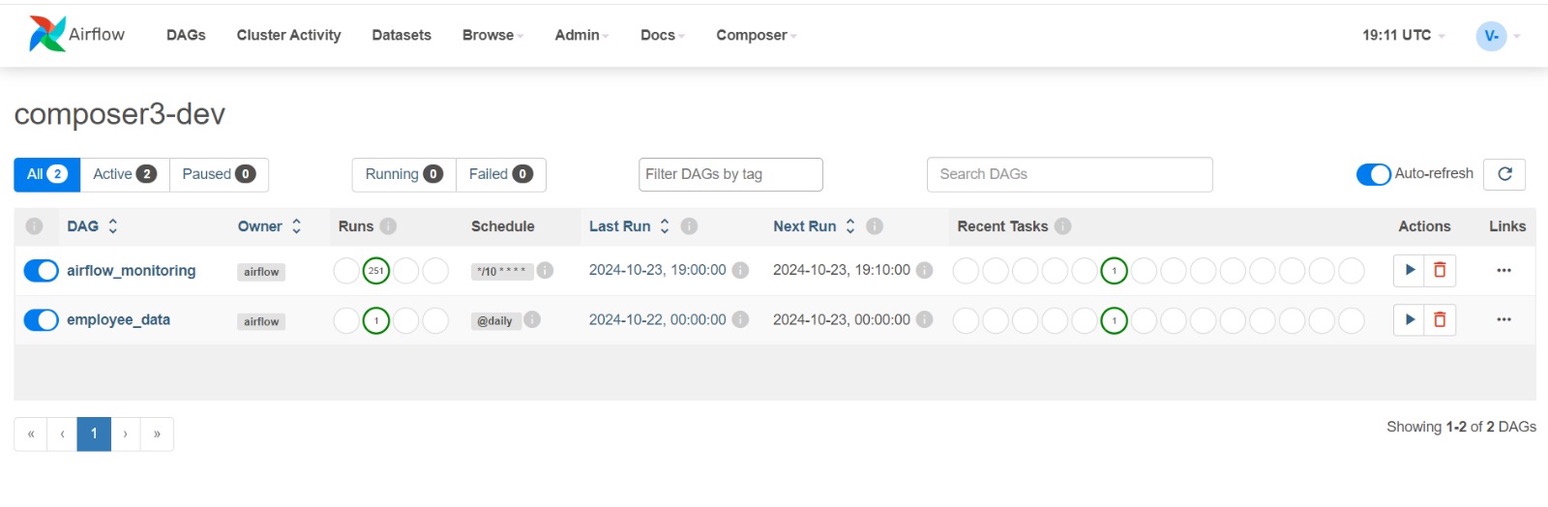 Airflow DAGs Cluster Activity Datasets Browse Admin Docs Composer 19:11 UTC V-
composer3-dev
All 2 Active 2 Paused 0 Running 0 Failed 0 Filter DAGs by tag Search DAGs Auto-refresh
i DAG Owner Runs i Schedule Last Run i Next Run i Recent Tasks i Actions Links
airflow_monitoring airflow 251 */10 * * * * i 2024-10-23, 19:00:00 i 2024-10-23, 19:10:00 i 1 ···
employee_data airflow 1 @daily i 2024-10-22, 00:00:00 i 2024-10-23, 00:00:00 i 1 ···
« ‹ 1 › » Showing 1-2 of 2 DAGs